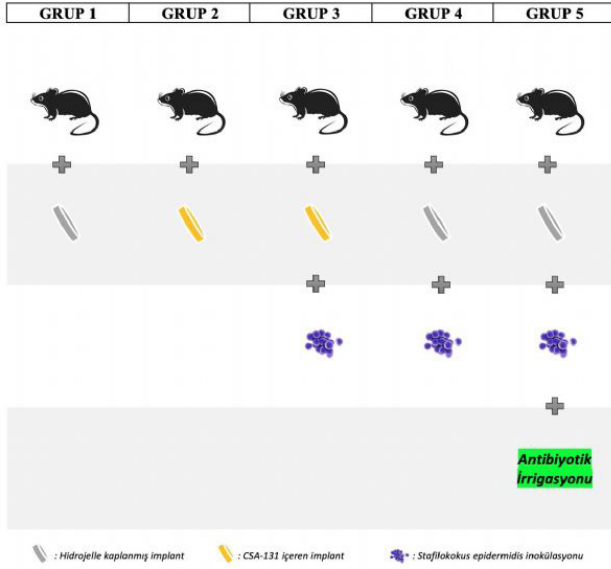 GRUP 1 GRUP 2 GRUP 3 GRUP 4 GRUP 5
Antibiyotik
İrrigasyonu
: Hidrojelle kaplanmış implant : CSA-131 içeren implant : Stafilokokus epidermidis inokülasyonu